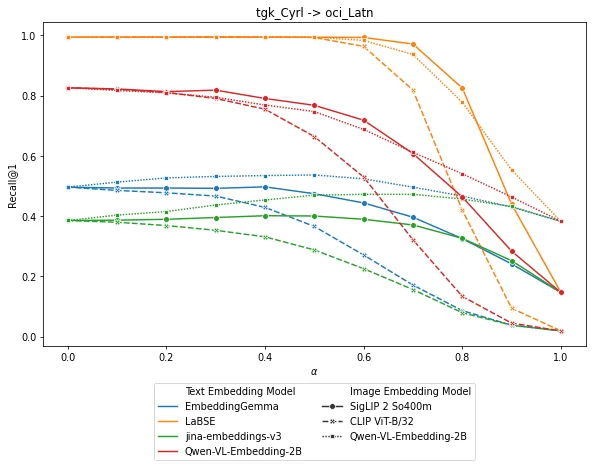 tgk_Cyrl -> oci_Latn
Recall@1
1.0
0.8
0.6
0.4
0.2
0.0
0.0 0.2 0.4 0.6 0.8 1.0
α
Text Embedding Model
EmbeddingGemma
LaBSE
jina-embeddings-v3
Qwen-VL-Embedding-2B
Image Embedding Model
SigLIP 2 So400m
CLIP ViT-B/32
Qwen-VL-Embedding-2B